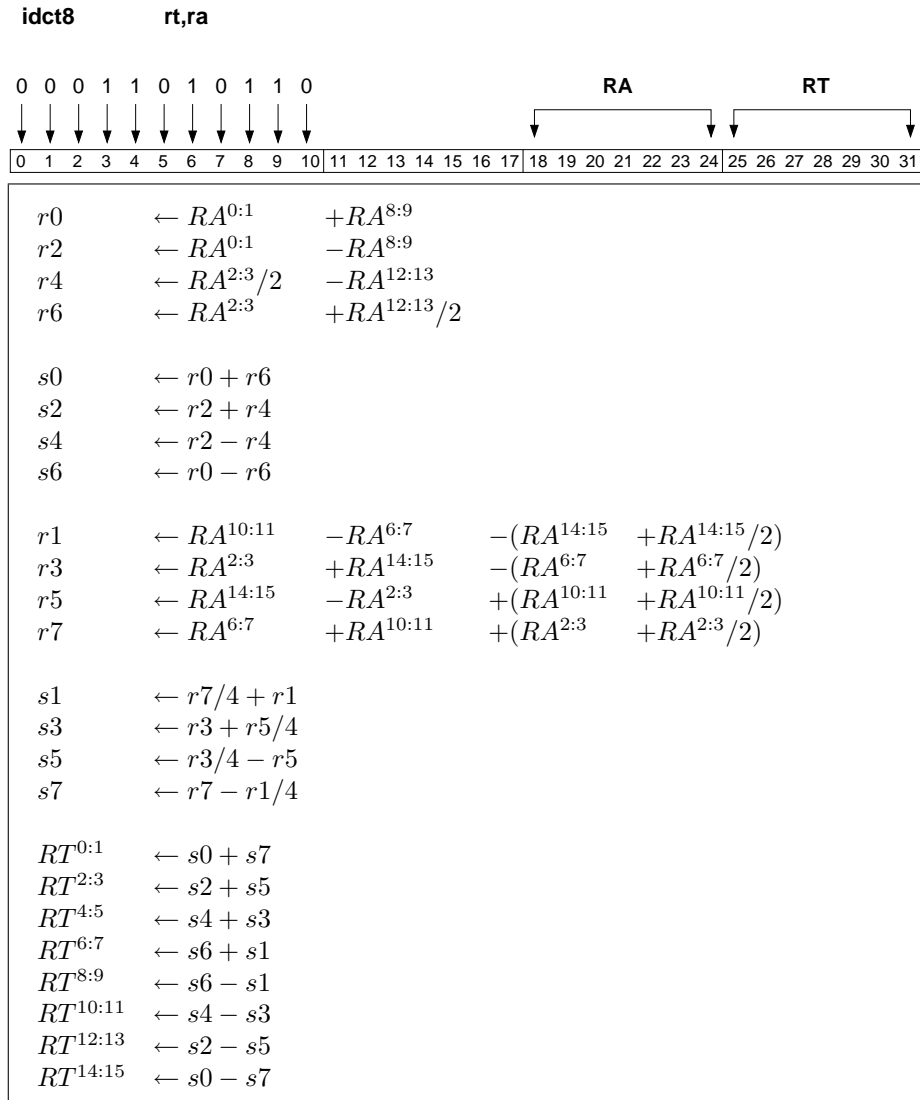 idct8 rt,ra
0 0 0 1 1 0 1 0 1 1 0 RA RT
0 1 2 3 4 5 6 7 8 9 10 11 12 13 14 15 16 17 18 19 20 21 22 23 24 25 26 27 28 29 30 31
r0 ← RA^{0:1} +RA^{8:9}
r2 ← RA^{0:1} −RA^{8:9}
r4 ← RA^{2:3}/2 −RA^{12:13}
r6 ← RA^{2:3} +RA^{12:13}/2
s0 ← r0 + r6
s2 ← r2 + r4
s4 ← r2 − r4
s6 ← r0 − r6
r1 ← RA^{10:11} −RA^{6:7} −(RA^{14:15} +RA^{14:15}/2)
r3 ← RA^{2:3} +RA^{14:15} −(RA^{6:7} +RA^{6:7}/2)
r5 ← RA^{14:15} −RA^{2:3} +(RA^{10:11} +RA^{10:11}/2)
r7 ← RA^{6:7} +RA^{10:11} +(RA^{2:3} +RA^{2:3}/2)
s1 ← r7/4 + r1
s3 ← r3 + r5/4
s5 ← r3/4 − r5
s7 ← r7 − r1/4
RT^{0:1} ← s0 + s7
RT^{2:3} ← s2 + s5
RT^{4:5} ← s4 + s3
RT^{6:7} ← s6 + s1
RT^{8:9} ← s6 − s1
RT^{10:11} ← s4 − s3
RT^{12:13} ← s2 − s5
RT^{14:15} ← s0 − s7